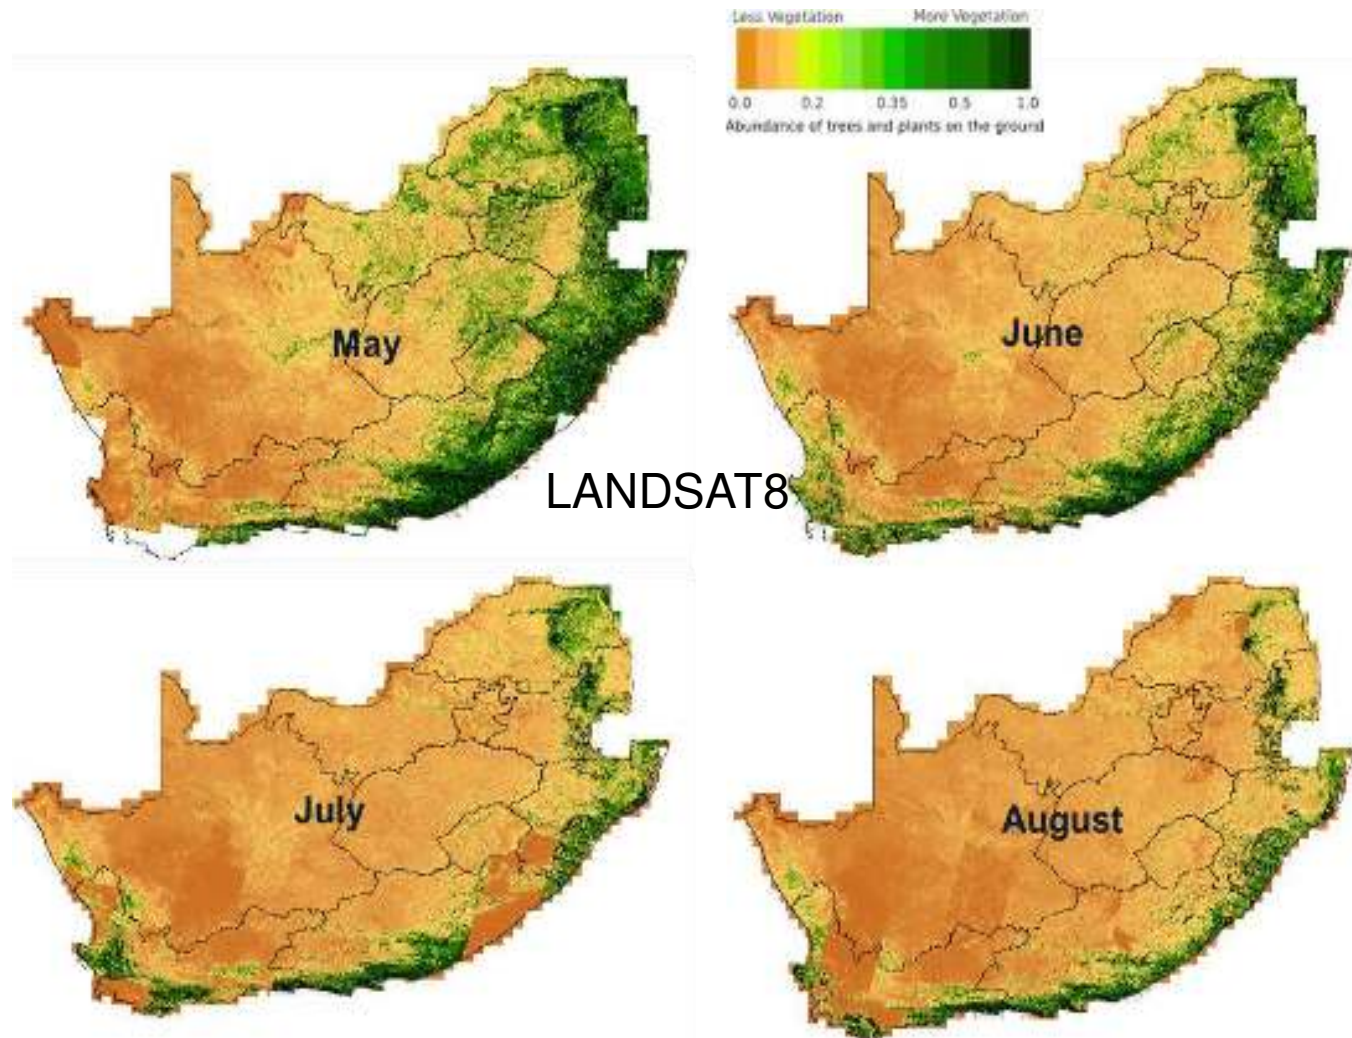 Less Vegetation More Vegetation
0.0 0.2 0.35 0.5 1.0
Abundance of trees and plants on the ground
May
June
LANDSAT8
July
August